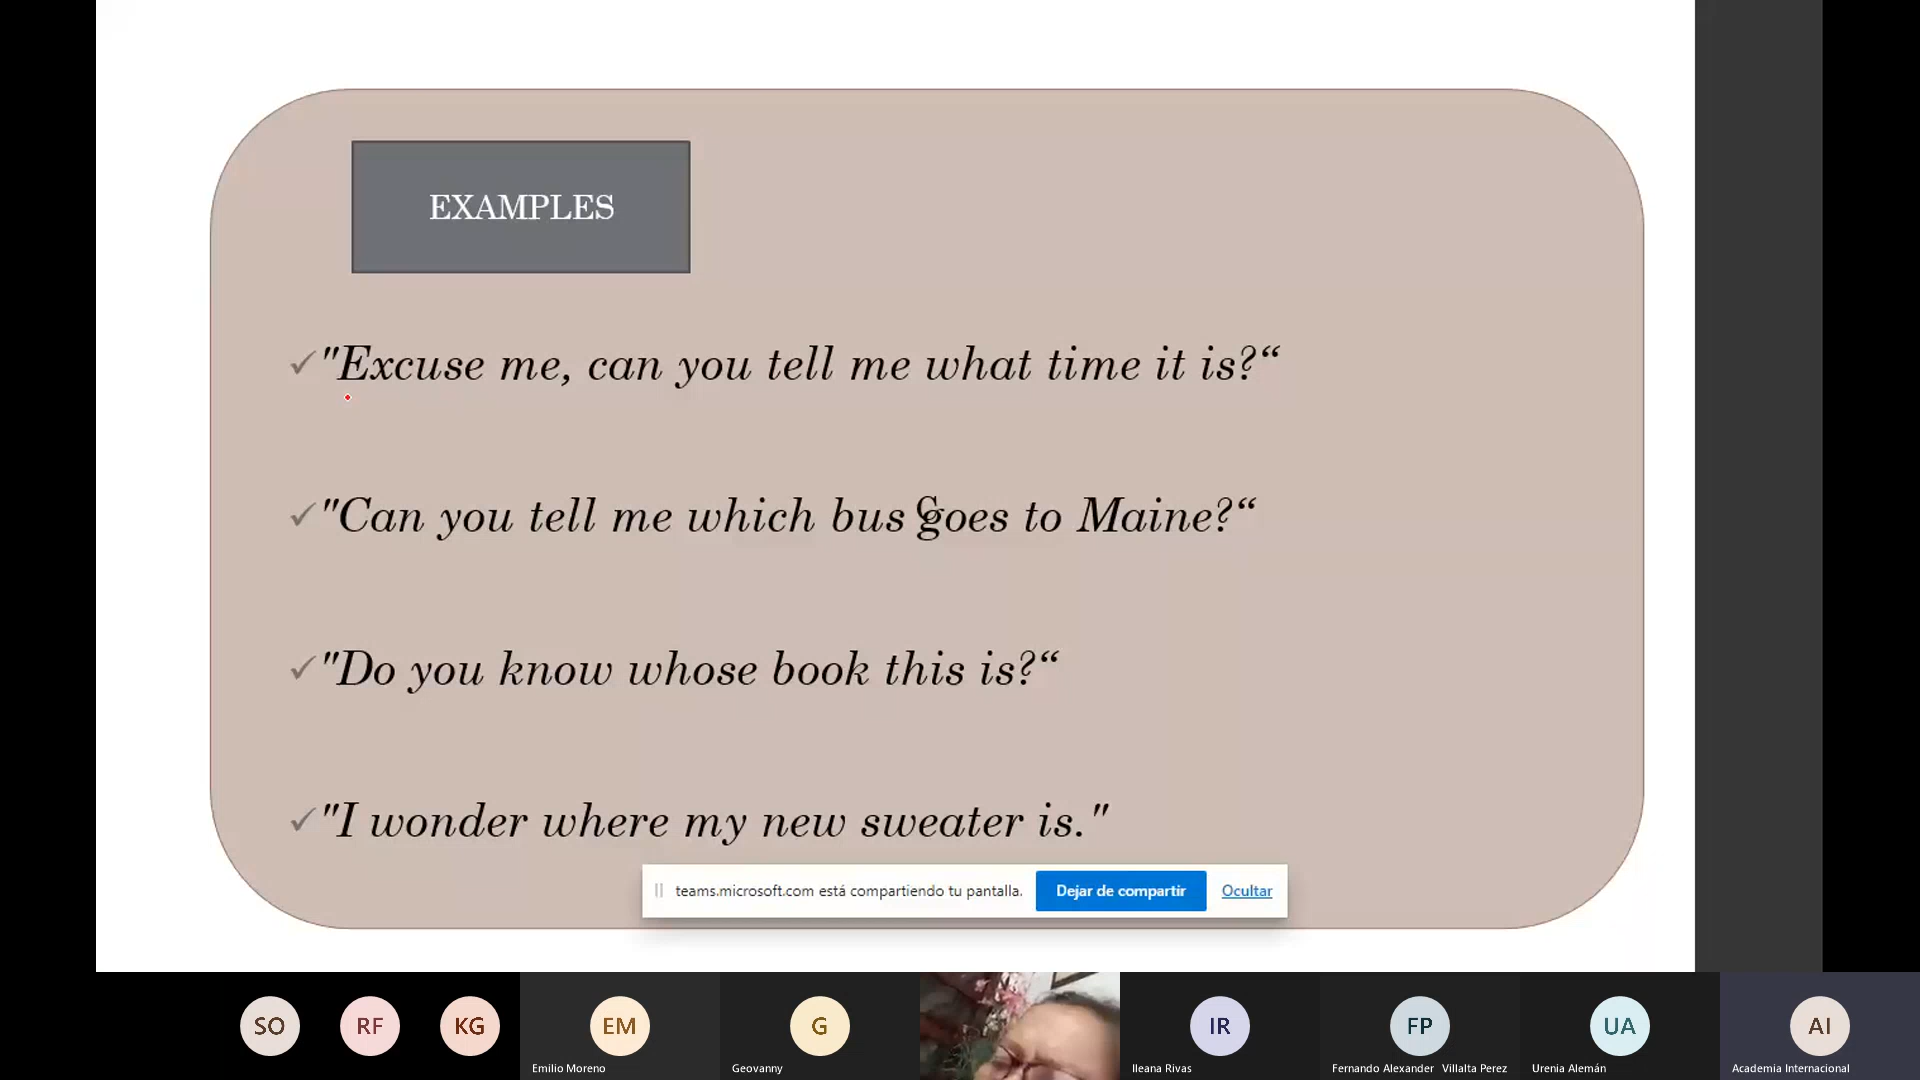 EXAMPLES
"Excuse me, can you tell me what time it is?“
"Can you tell me which bus goes to Maine?“
"Do you know whose book this is?“
"I wonder where my new sweater is."
teams.microsoft.com está compartiendo tu pantalla. Dejar de compartir Ocultar
SO RF KG EM G IR FP UA AI
Emilio Moreno Geovanny Ileana Rivas Fernando Alexander Villalta Perez Urenia Alemán Academia Internacional